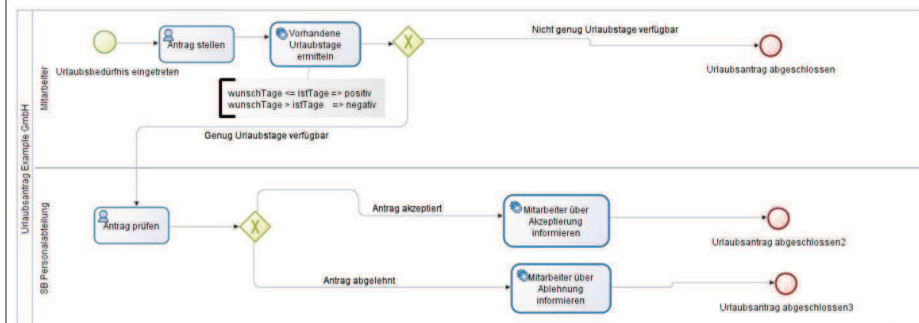 Urlaubsantrag Example GmbH
Mitarbeiter
Urlaubsbedürfnis eingetreten
Antrag stellen
Vorhandene
Urlaubstage
ermitteln
wunschTage <= istTage => positiv
wunschTage > istTage => negativ
Nicht genug Urlaubstage verfügbar
Urlaubsantrag abgeschlossen
Genug Urlaubstage verfügbar
SB Personalabteilung
Antrag prüfen
Antrag akzeptiert
Mitarbeiter über
Akzeptierung
informieren
Urlaubsantrag abgeschlossen2
Antrag abgelehnt
Mitarbeiter über
Ablehnung
informieren
Urlaubsantrag abgeschlossen3